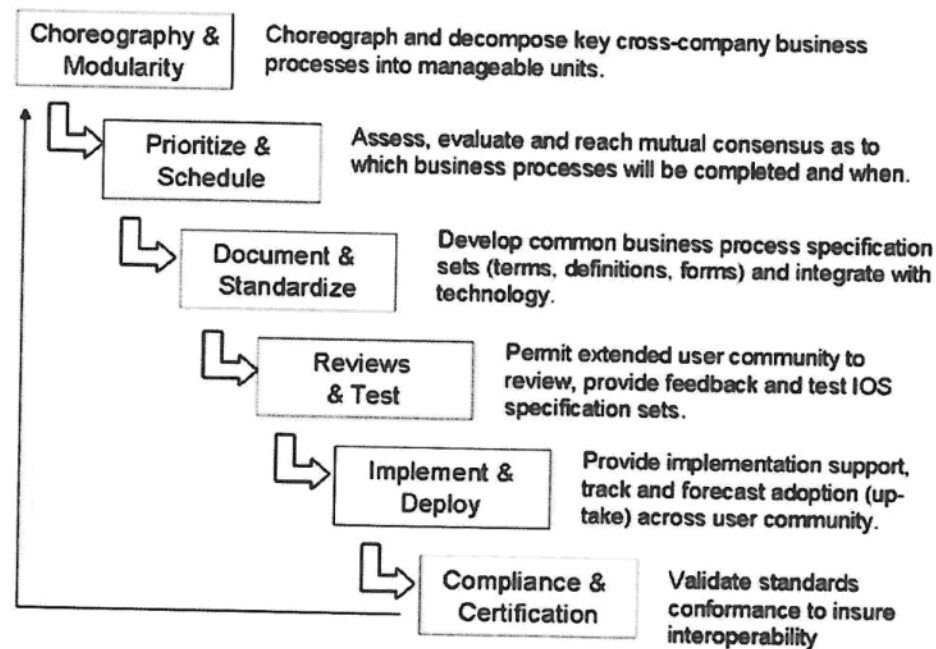 Choreography &
Modularity
Choreograph and decompose key cross-company business
processes into manageable units.
Prioritize &
Schedule
Assess, evaluate and reach mutual consensus as to
which business processes will be completed and when.
Document &
Standardize
Develop common business process specification
sets (terms, definitions, forms) and integrate with
technology.
Reviews
& Test
Permit extended user community to
review, provide feedback and test IOS
specification sets.
Implement &
Deploy
Provide implementation support,
track and forecast adoption (up-
take) across user community.
Compliance &
Certification
Validate standards
conformance to insure
interoperability